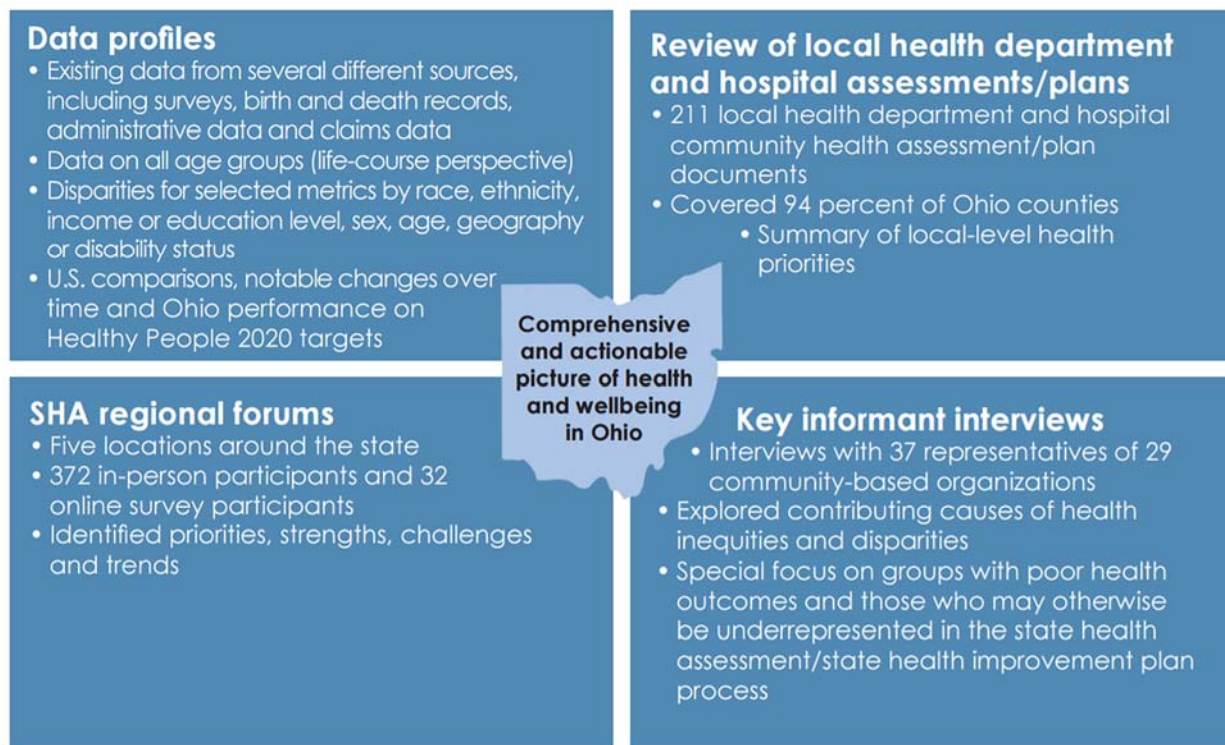 Data profiles
• Existing data from several different sources,
including surveys, birth and death records,
administrative data and claims data
• Data on all age groups (life-course perspective)
• Disparities for selected metrics by race, ethnicity,
income or education level, sex, age, geography
or disability status
• U.S. comparisons, notable changes over
time and Ohio performance on
Healthy People 2020 targets
Review of local health department
and hospital assessments/plans
• 211 local health department and hospital
community health assessment/plan
documents
• Covered 94 percent of Ohio counties
• Summary of local-level health
priorities
Comprehensive
and actionable
picture of health
and wellbeing
in Ohio
SHA regional forums
• Five locations around the state
• 372 in-person participants and 32
online survey participants
• Identified priorities, strengths, challenges
and trends
Key informant interviews
• Interviews with 37 representatives of 29
community-based organizations
• Explored contributing causes of health
inequities and disparities
• Special focus on groups with poor health
outcomes and those who may otherwise
be underrepresented in the state health
assessment/state health improvement plan
process